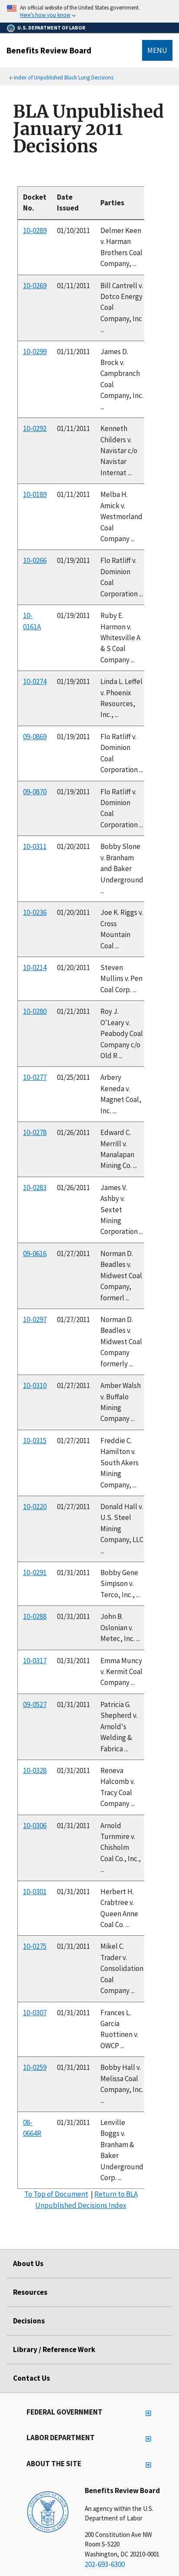 An official website of the United States government.
Here's how you know
U.S. DEPARTMENT OF LABOR
Benefits Review Board
MENU
« Index of Unpublished Black Lung Decisions
BLA Unpublished
January 2011
Decisions
Docket No. Date Issued Parties
10-0289 01/10/2011 Delmer Keen
v. Harman
Brothers Coal
Company, ...
10-0269 01/11/2011 Bill Cantrell v.
Dotco Energy
Coal
Company, Inc
...
10-0299 01/11/2011 James D.
Brock v.
Campbranch
Coal
Company, Inc.
...
10-0292 01/11/2011 Kenneth
Childers v.
Navistar c/o
Navistar
Internat ...
10-0189 01/11/2011 Melba H.
Amick v.
Westmorland
Coal
Company ...
10-0266 01/19/2011 Flo Ratliff v.
Dominion
Coal
Corporation ...
10-
0161A 01/19/2011 Ruby E.
Harmon v.
Whitesville A
& S Coal
Company ...
10-0274 01/19/2011 Linda L. Leffel
v. Phoenix
Resources,
Inc., ...
09-0869 01/19/2011 Flo Ratliff v.
Dominion
Coal
Corporation ...
09-0870 01/19/2011 Flo Ratliff v.
Dominion
Coal
Corporation ...
10-0311 01/20/2011 Bobby Slone
v. Branham
and Baker
Underground
...
10-0236 01/20/2011 Joe K. Riggs v.
Cross
Mountain
Coal ...
10-0214 01/20/2011 Steven
Mullins v. Pen
Coal Corp. ...
10-0280 01/21/2011 Roy J.
O'Leary v.
Peabody Coal
Company c/o
Old R ...
10-0277 01/25/2011 Arbery
Keneda v.
Magnet Coal,
Inc. ...
10-0278 01/26/2011 Edward C.
Merrill v.
Manalapan
Mining Co. ...
10-0283 01/26/2011 James V.
Ashby v.
Sextet
Mining
Corporation ...
09-0616 01/27/2011 Norman D.
Beadles v.
Midwest Coal
Company,
formerl ...
10-0297 01/27/2011 Norman D.
Beadles v.
Midwest Coal
Company
formerly ...
10-0310 01/27/2011 Amber Walsh
v. Buffalo
Mining
Company ...
10-0315 01/27/2011 Freddie C.
Hamilton v.
South Akers
Mining
Company, ...
10-0220 01/27/2011 Donald Hall v.
U.S. Steel
Mining
Company, LLC
...
10-0291 01/31/2011 Bobby Gene
Simpson v.
Terco, Inc., ...
10-0288 01/31/2011 John B.
Oslonian v.
Metec, Inc. ...
10-0317 01/31/2011 Emma Muncy
v. Kermit Coal
Company ...
09-0527 01/31/2011 Patricia G.
Shepherd v.
Arnold's
Welding &
Fabrica ...
10-0328 01/31/2011 Reneva
Halcomb v.
Tracy Coal
Company ...
10-0306 01/31/2011 Arnold
Turnmire v.
Chisholm
Coal Co., Inc.,
...
10-0301 01/31/2011 Herbert H.
Crabtree v.
Queen Anne
Coal Co. ...
10-0275 01/31/2011 Mikel C.
Trader v.
Consolidation
Coal
Company ...
10-0307 01/31/2011 Frances L.
Garcia
Ruottinen v.
OWCP ...
10-0259 01/31/2011 Bobby Hall v.
Melissa Coal
Company, Inc.
...
08-
0664R 01/31/2011 Lenville
Boggs v.
Branham &
Baker
Underground
Corp. ...
To Top of Document | Return to BLA
Unpublished Decisions Index
About Us
Resources
Decisions
Library / Reference Work
Contact Us
FEDERAL GOVERNMENT
LABOR DEPARTMENT
ABOUT THE SITE
Benefits Review Board
An agency within the U.S.
Department of Labor
200 Constitution Ave NW
Room S-5220
Washington, DC 20210-0001
202-693-6300